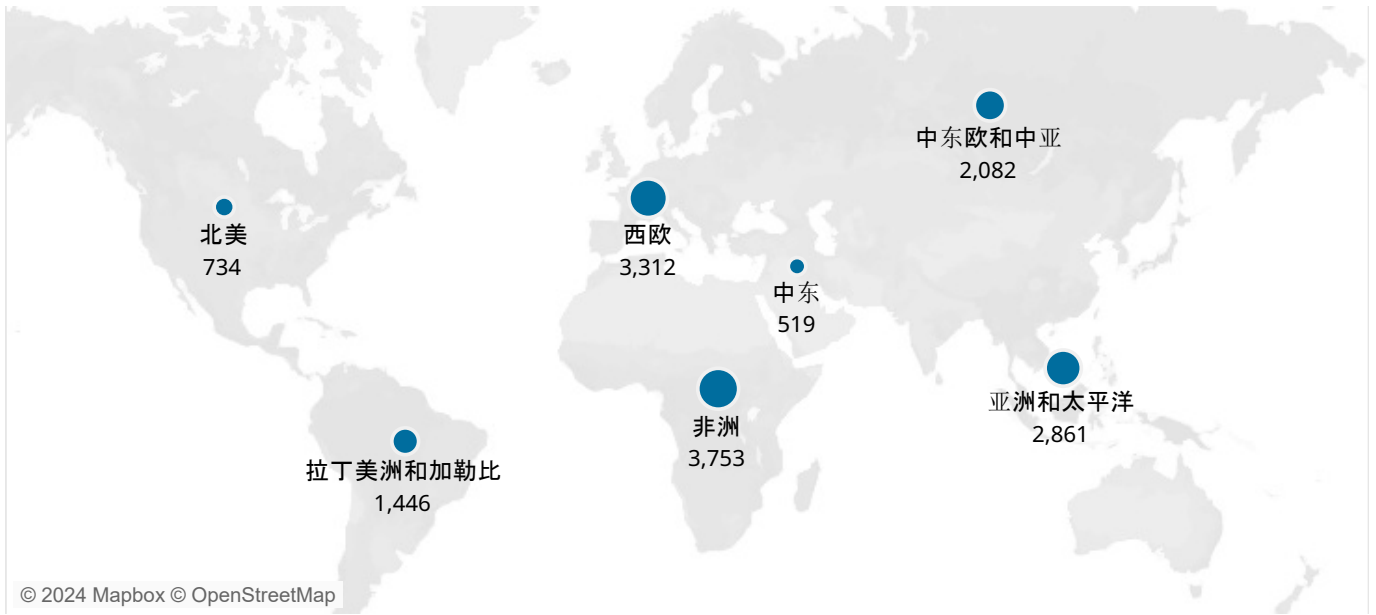 中东欧和中亚
2,082
北美
734
西欧
3,312
中东
519
亚洲和太平洋
2,861
非洲
3,753
拉丁美洲和加勒比
1,446
© 2024 Mapbox © OpenStreetMap